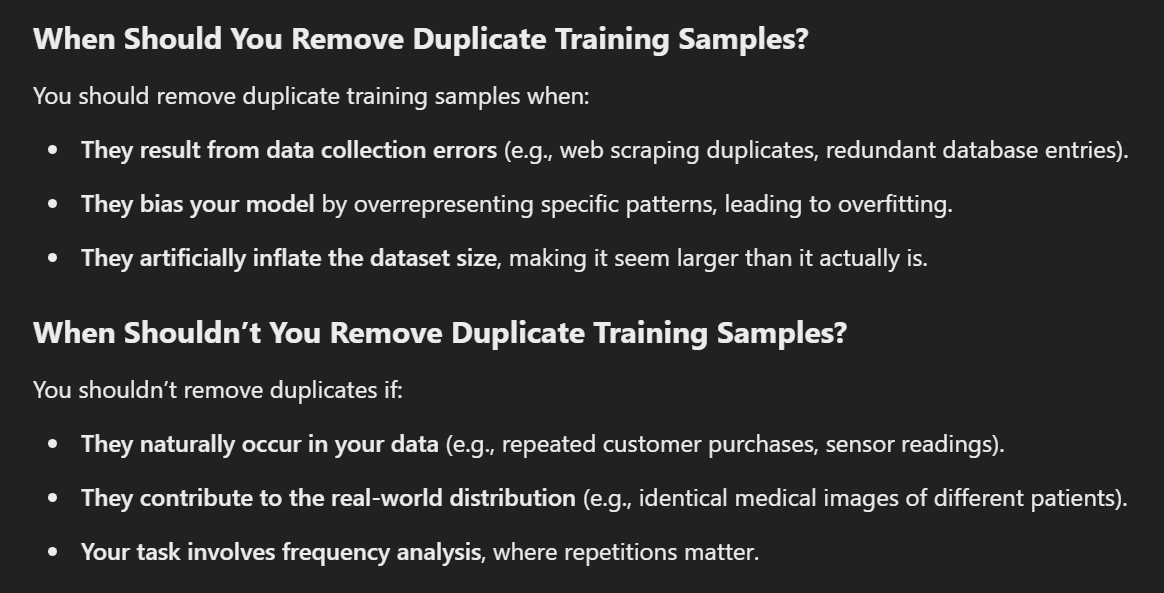 When Should You Remove Duplicate Training Samples?
You should remove duplicate training samples when:
• They result from data collection errors (e.g., web scraping duplicates, redundant database entries).
• They bias your model by overrepresenting specific patterns, leading to overfitting.
• They artificially inflate the dataset size, making it seem larger than it actually is.
When Shouldn’t You Remove Duplicate Training Samples?
You shouldn’t remove duplicates if:
• They naturally occur in your data (e.g., repeated customer purchases, sensor readings).
• They contribute to the real-world distribution (e.g., identical medical images of different patients).
• Your task involves frequency analysis, where repetitions matter.